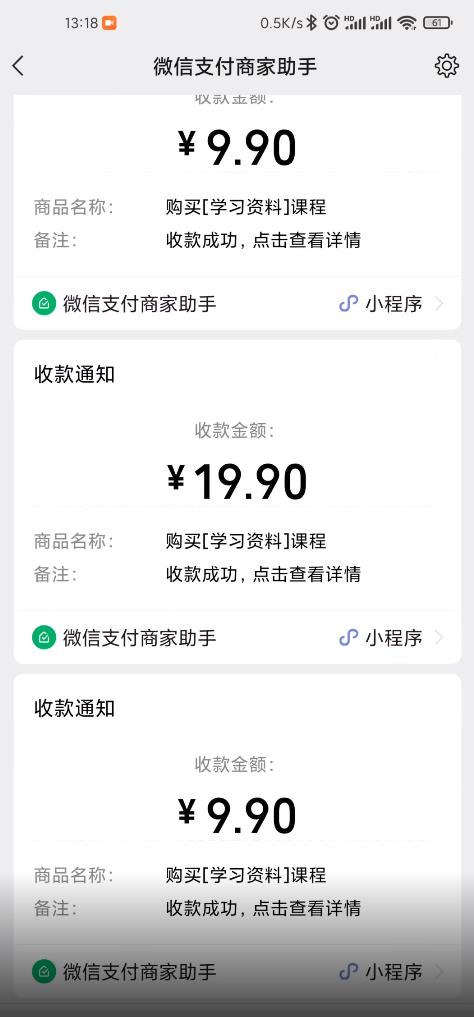 13:18 0.5K/s HD HD 61
微信支付商家助手
收款金额:
¥9.90
商品名称: 购买[学习资料]课程
备注: 收款成功，点击查看详情
微信支付商家助手 小程序
收款通知
收款金额:
¥19.90
商品名称: 购买[学习资料]课程
备注: 收款成功，点击查看详情
微信支付商家助手 小程序
收款通知
收款金额:
¥9.90
商品名称: 购买[学习资料]课程
备注: 收款成功，点击查看详情
微信支付商家助手 小程序